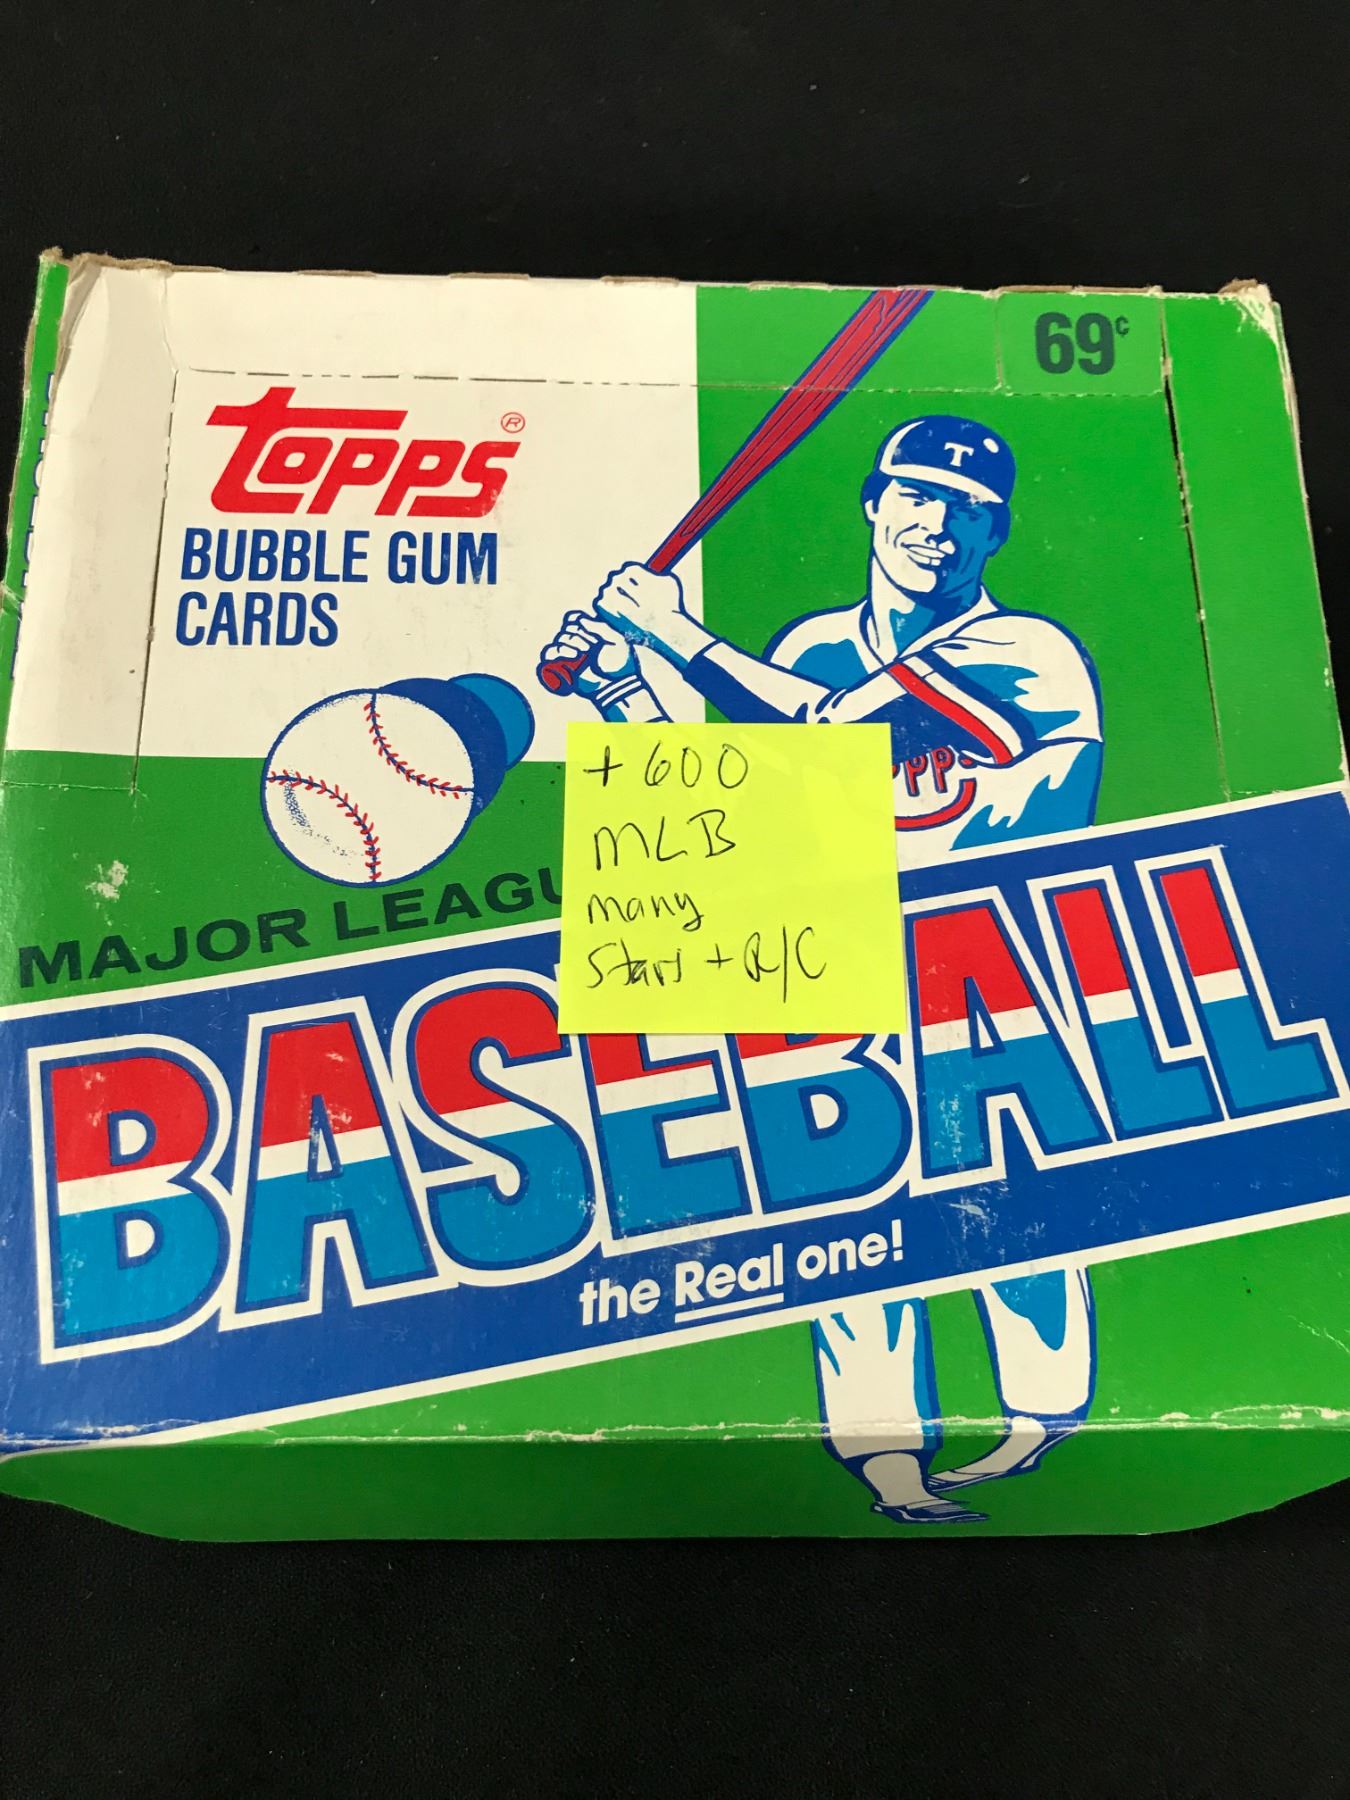 69¢
topps®
BUBBLE GUM
CARDS
T
+600
MLB
many
stars + R/C
MAJOR LEAGU
BASEBALL
the Real one!